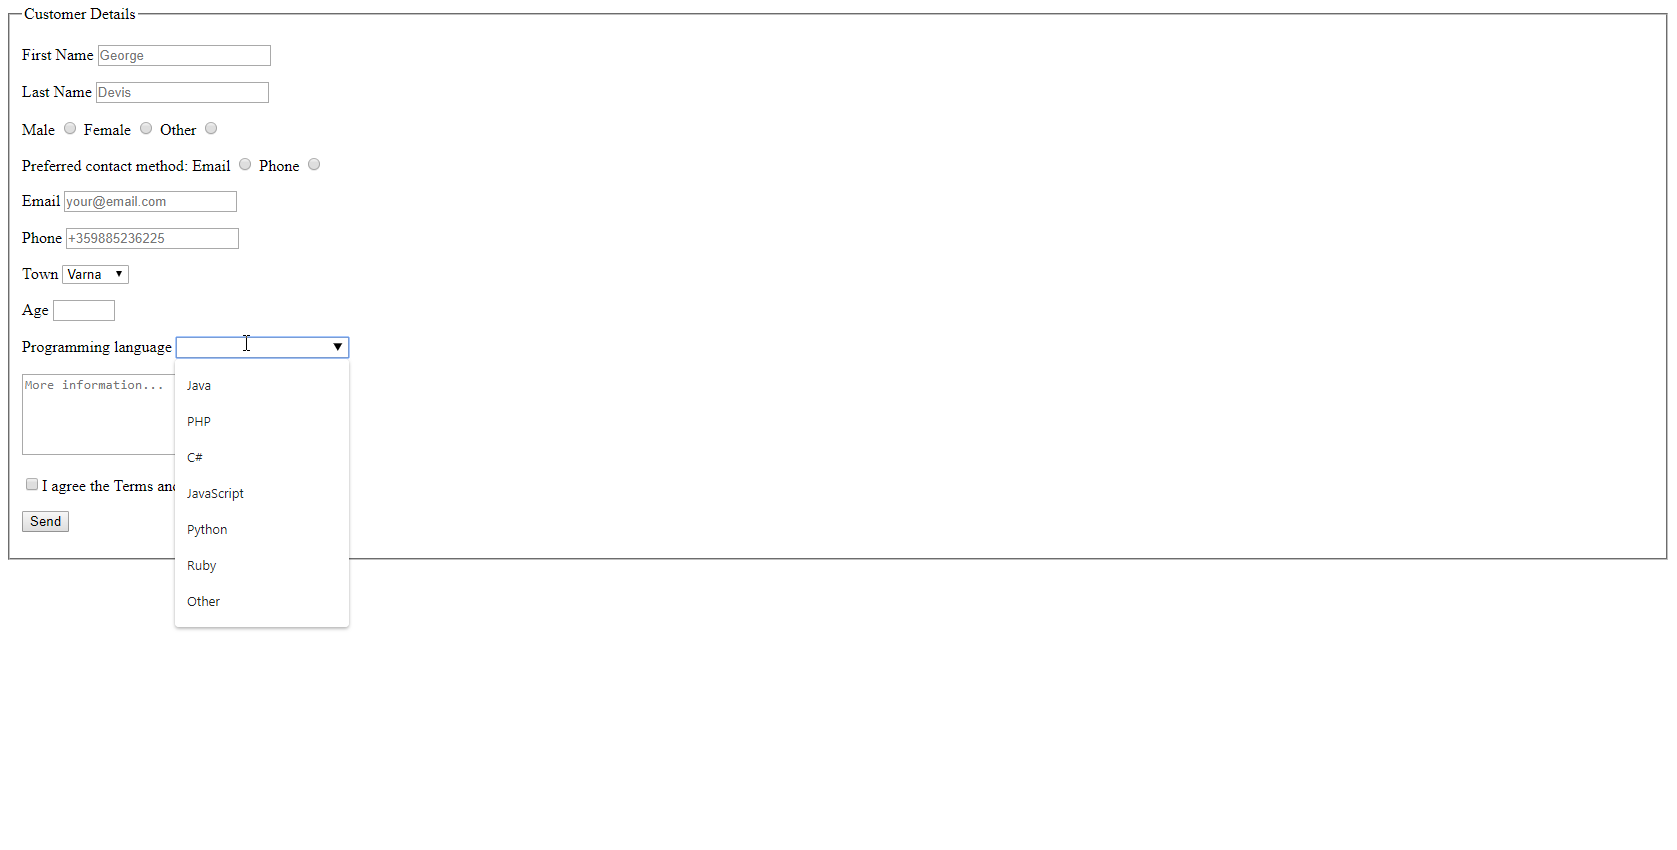 Customer Details
First Name George
Last Name Devis
Male Female Other
Preferred contact method: Email Phone
Email your@email.com
Phone +359885236225
Town Varna
Age
Programming language
Java
PHP
C#
JavaScript
Python
Ruby
Other
More information...
I agree the Terms
Send